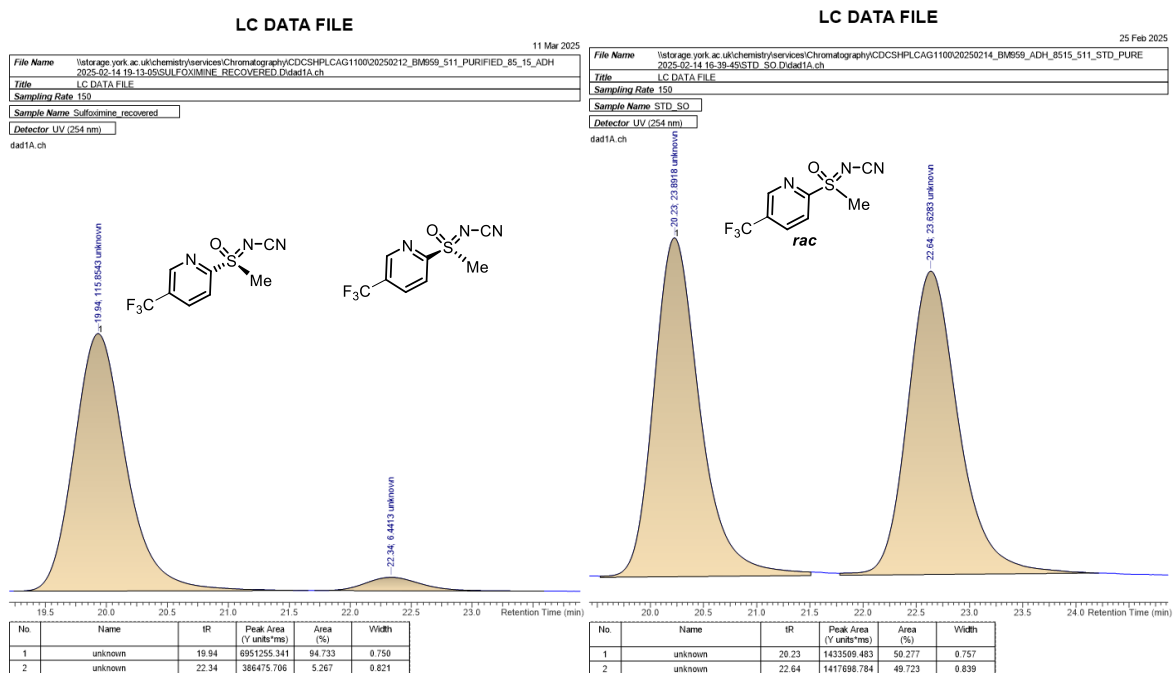 LC DATA FILE
11 Mar 2025
File Name \\storage.york.ac.uk\chemistry\services\Chromatography\CDCSHPLCAG1100\20250212_BM959_511_PURIFIED_85_15_ADH
2025-02-14 19-13-05\SULFOXIMINE_RECOVERED.D\dad1A.ch
Title LC DATA FILE
Sampling Rate 150
Sample Name Sulfoximine_recovered
Detector UV (254 nm)
dad1A.ch
19.94; 115.8543 unknown
O
N
CN
N
S
Me
F3C
O
N
CN
N
S
Me
F3C
22.34; 6.4413 unknown
19.5 20.0 20.5 21.0 21.5 22.0 22.5 23.0 Retention Time (min)
No. Name tR Peak Area (Y units*ms) Area (%) Width
1 unknown 19.94 6951255.341 94.733 0.750
2 unknown 22.34 386475.706 5.267 0.821
LC DATA FILE
25 Feb 2025
File Name \\storage.york.ac.uk\chemistry\services\Chromatography\CDCSHPLCAG1100\20250214_BM959_ADH_8515_511_STD_PURE
2025-02-14 16-39-45\STD_SO.D\dad1A.ch
Title LC DATA FILE
Sampling Rate 150
Sample Name STD_SO
Detector UV (254 nm)
dad1A.ch
20.23; 23.8918 unknown
O
N
CN
N
S
Me
F3C
rac
22.64; 23.6283 unknown
20.0 20.5 21.0 21.5 22.0 22.5 23.0 23.5 24.0 Retention Time (min)
No. Name tR Peak Area (Y units*ms) Area (%) Width
1 unknown 20.23 1433509.483 50.277 0.757
2 unknown 22.64 1417698.784 49.723 0.839